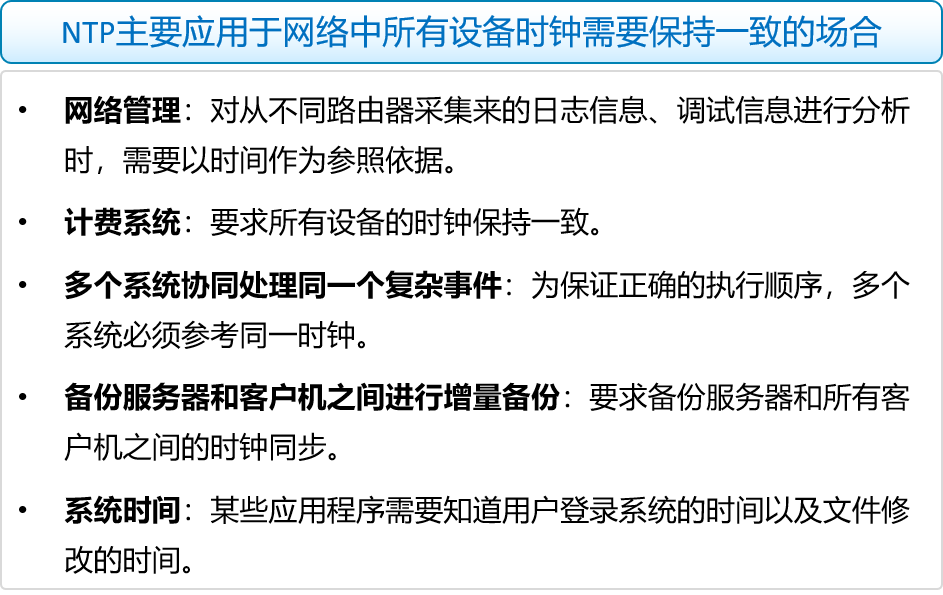 NTP主要应用于网络中所有设备时钟需要保持一致的场合
• 网络管理：对从不同路由器采集来的日志信息、调试信息进行分析
时，需要以时间作为参照依据。
• 计费系统：要求所有设备的时钟保持一致。
• 多个系统协同处理同一个复杂事件：为保证正确的执行顺序，多个
系统必须参考同一时钟。
• 备份服务器和客户机之间进行增量备份：要求备份服务器和所有客
户机之间的时钟同步。
• 系统时间：某些应用程序需要知道用户登录系统的时间以及文件修
改的时间。